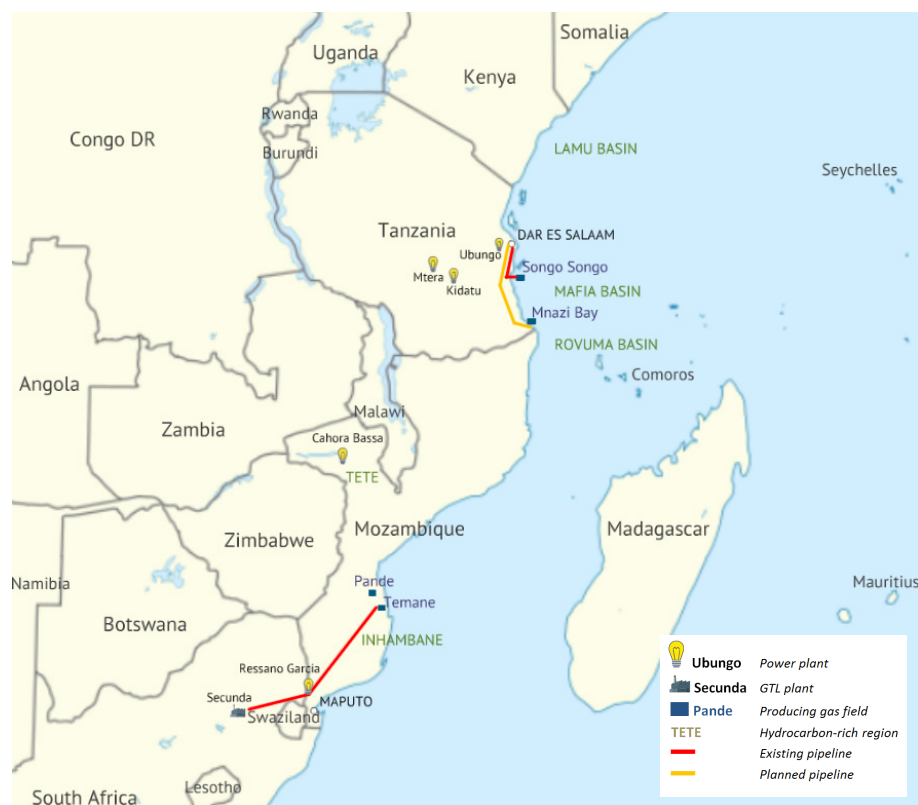 Somalia
Uganda
Kenya
Rwanda
Congo DR
Burundi
LAMU BASIN
Seychelles
Tanzania
DAR ES SALAAM
Ubungo
Songo Songo
Mtera
Kidatu
MAFIA BASIN
Mnazi Bay
ROVUMA BASIN
Comoros
Angola
Malawi
Zambia
Cahora Bassa
TETE
Mozambique
Madagascar
Zimbabwe
Namibia
Pande
Mauritius
Temane
Botswana
INHAMBANE
Ressano Garcia
Secunda
MAPUTO
Swaziland
Lesotho
South Africa
Ubungo Power plant
Secunda GTL plant
Pande Producing gas field
TETE Hydrocarbon-rich region
Existing pipeline
Planned pipeline